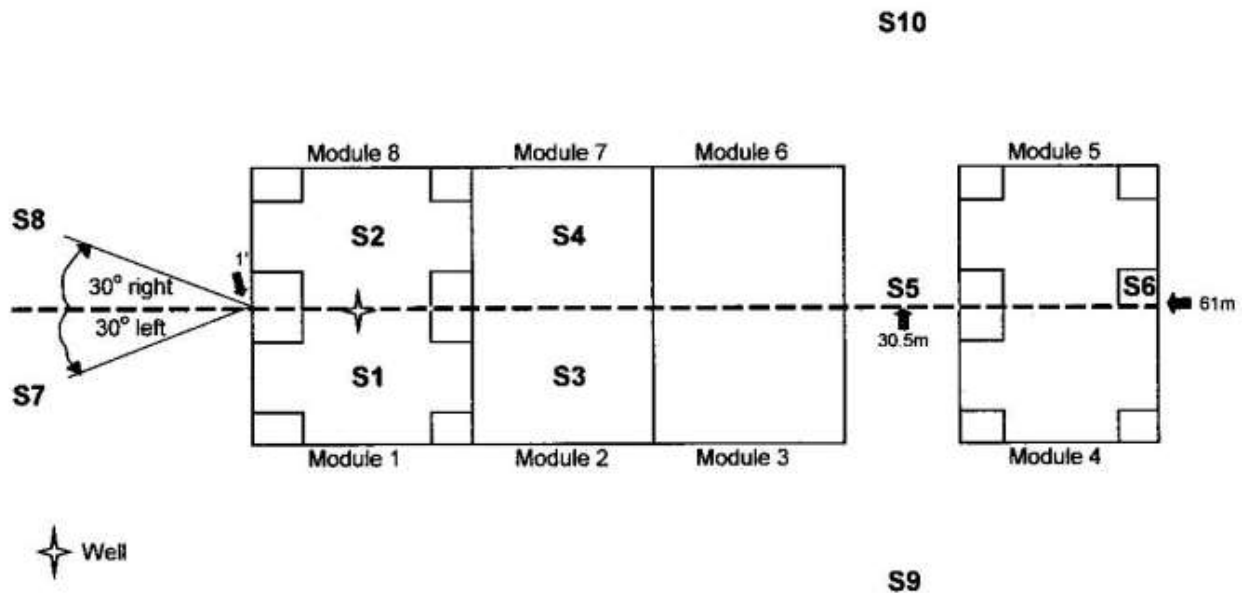 S10
Module 8 Module 7 Module 6 Module 5
S8
S2 S4
1'
30° right
S5 S6
61m
30° left
30.5m
S7
S1 S3
Module 1 Module 2 Module 3 Module 4
Well
S9